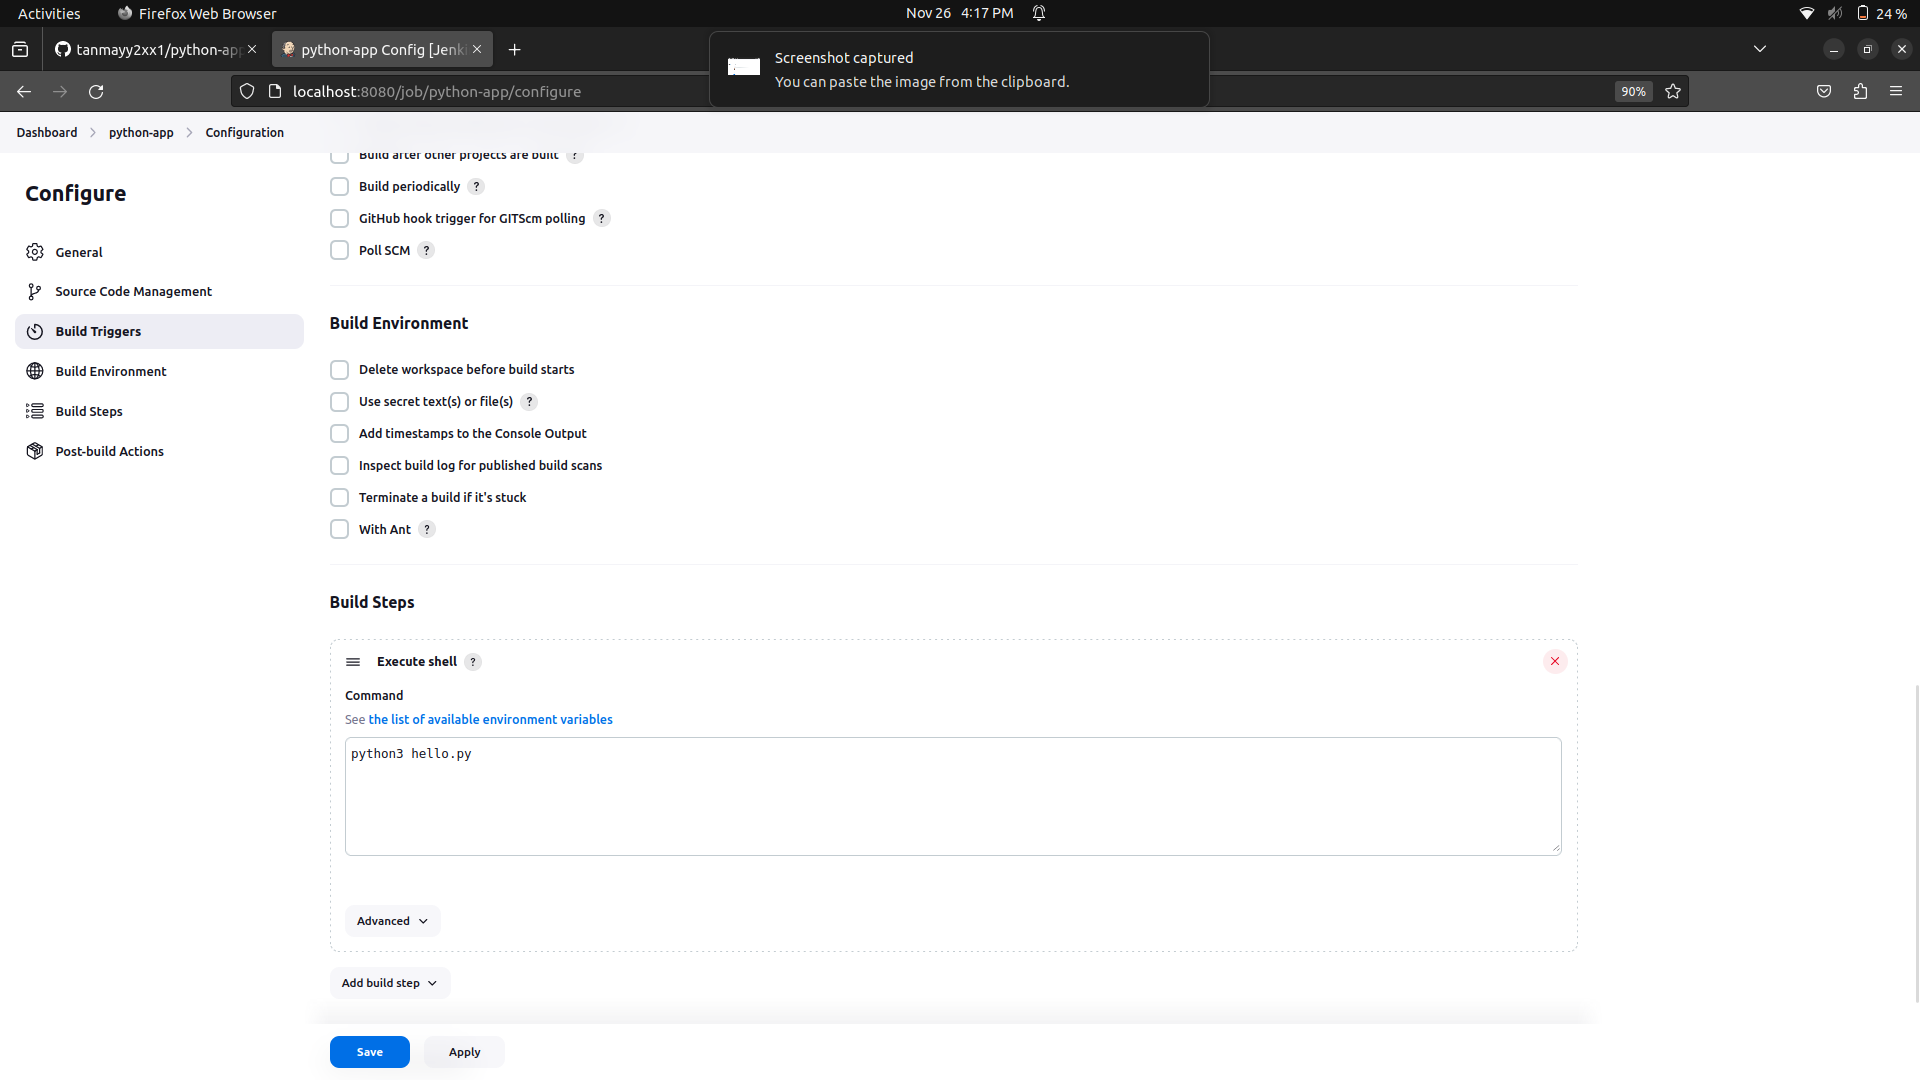 Activities
Firefox Web Browser
Nov 26 4:17 PM
24 %
tanmayy2xx1/python-app
python-app Config [Jenki
Screenshot captured
You can paste the image from the clipboard.
localhost:8080/job/python-app/configure
90%
Dashboard
python-app
Configuration
Configure
General
Source Code Management
Build Triggers
Build Environment
Build Steps
Post-build Actions
Build after other projects are built ?
Build periodically ?
GitHub hook trigger for GITScm polling ?
Poll SCM ?
Build Environment
Delete workspace before build starts
Use secret text(s) or file(s) ?
Add timestamps to the Console Output
Inspect build log for published build scans
Terminate a build if it's stuck
With Ant ?
Build Steps
Execute shell ?
Command
See the list of available environment variables
python3 hello.py
Advanced
Add build step
Save
Apply